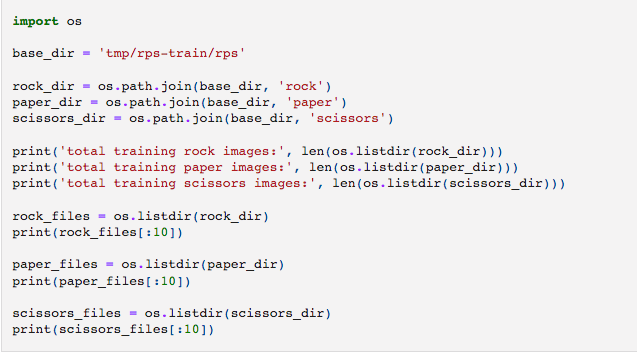 import os
base_dir = 'tmp/rps-train/rps'
rock_dir = os.path.join(base_dir, 'rock')
paper_dir = os.path.join(base_dir, 'paper')
scissors_dir = os.path.join(base_dir, 'scissors')
print('total training rock images:', len(os.listdir(rock_dir)))
print('total training paper images:', len(os.listdir(paper_dir)))
print('total training scissors images:', len(os.listdir(scissors_dir)))
rock_files = os.listdir(rock_dir)
print(rock_files[:10])
paper_files = os.listdir(paper_dir)
print(paper_files[:10])
scissors_files = os.listdir(scissors_dir)
print(scissors_files[:10])